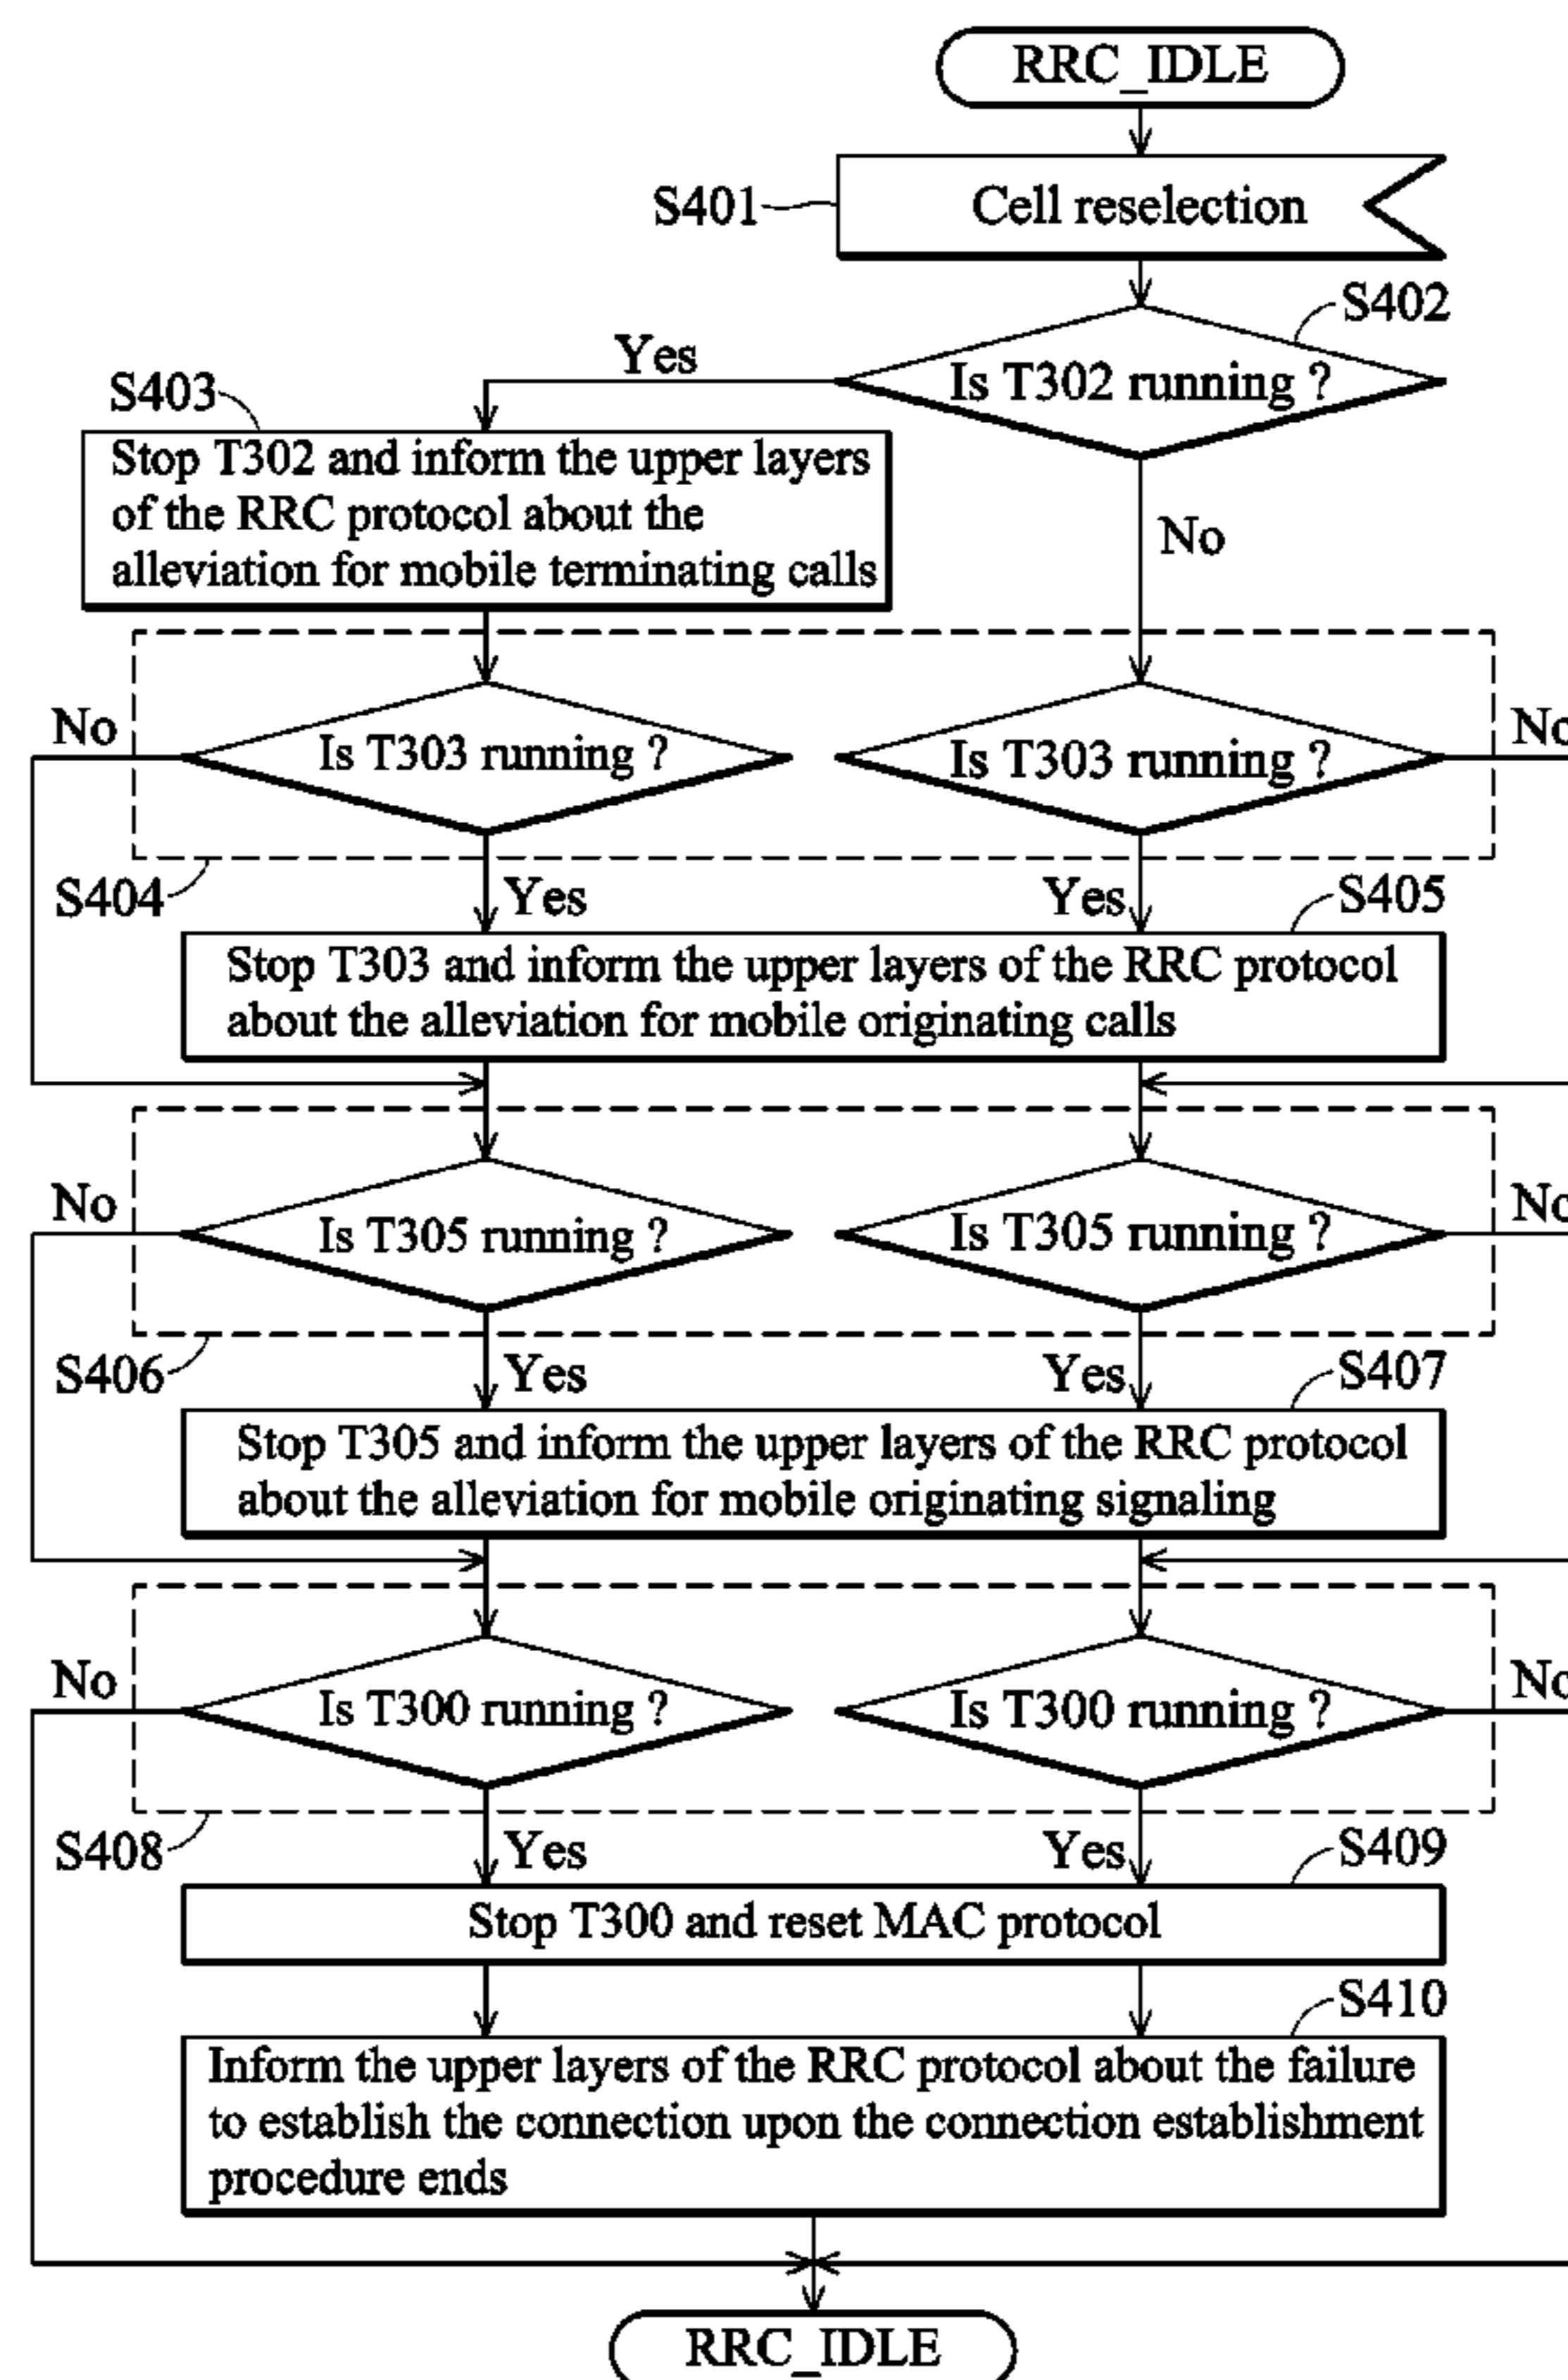 RRC_IDLE
S401
Cell reselection
S402
Yes
Is T302 running ?
S403
Stop T302 and inform the upper layers
of the RRC protocol about the
alleviation for mobile terminating calls
No
No
Is T303 running ?
Is T303 running ?
No
S404
Yes
Yes
S405
Stop T303 and inform the upper layers of the RRC protocol
about the alleviation for mobile originating calls
No
Is T305 running ?
Is T305 running ?
No
S406
Yes
Yes
S407
Stop T305 and inform the upper layers of the RRC protocol
about the alleviation for mobile originating signaling
No
Is T300 running ?
Is T300 running ?
No
S408
Yes
Yes
S409
Stop T300 and reset MAC protocol
S410
Inform the upper layers of the RRC protocol about the failure
to establish the connection upon the connection establishment
procedure ends
RRC_IDLE